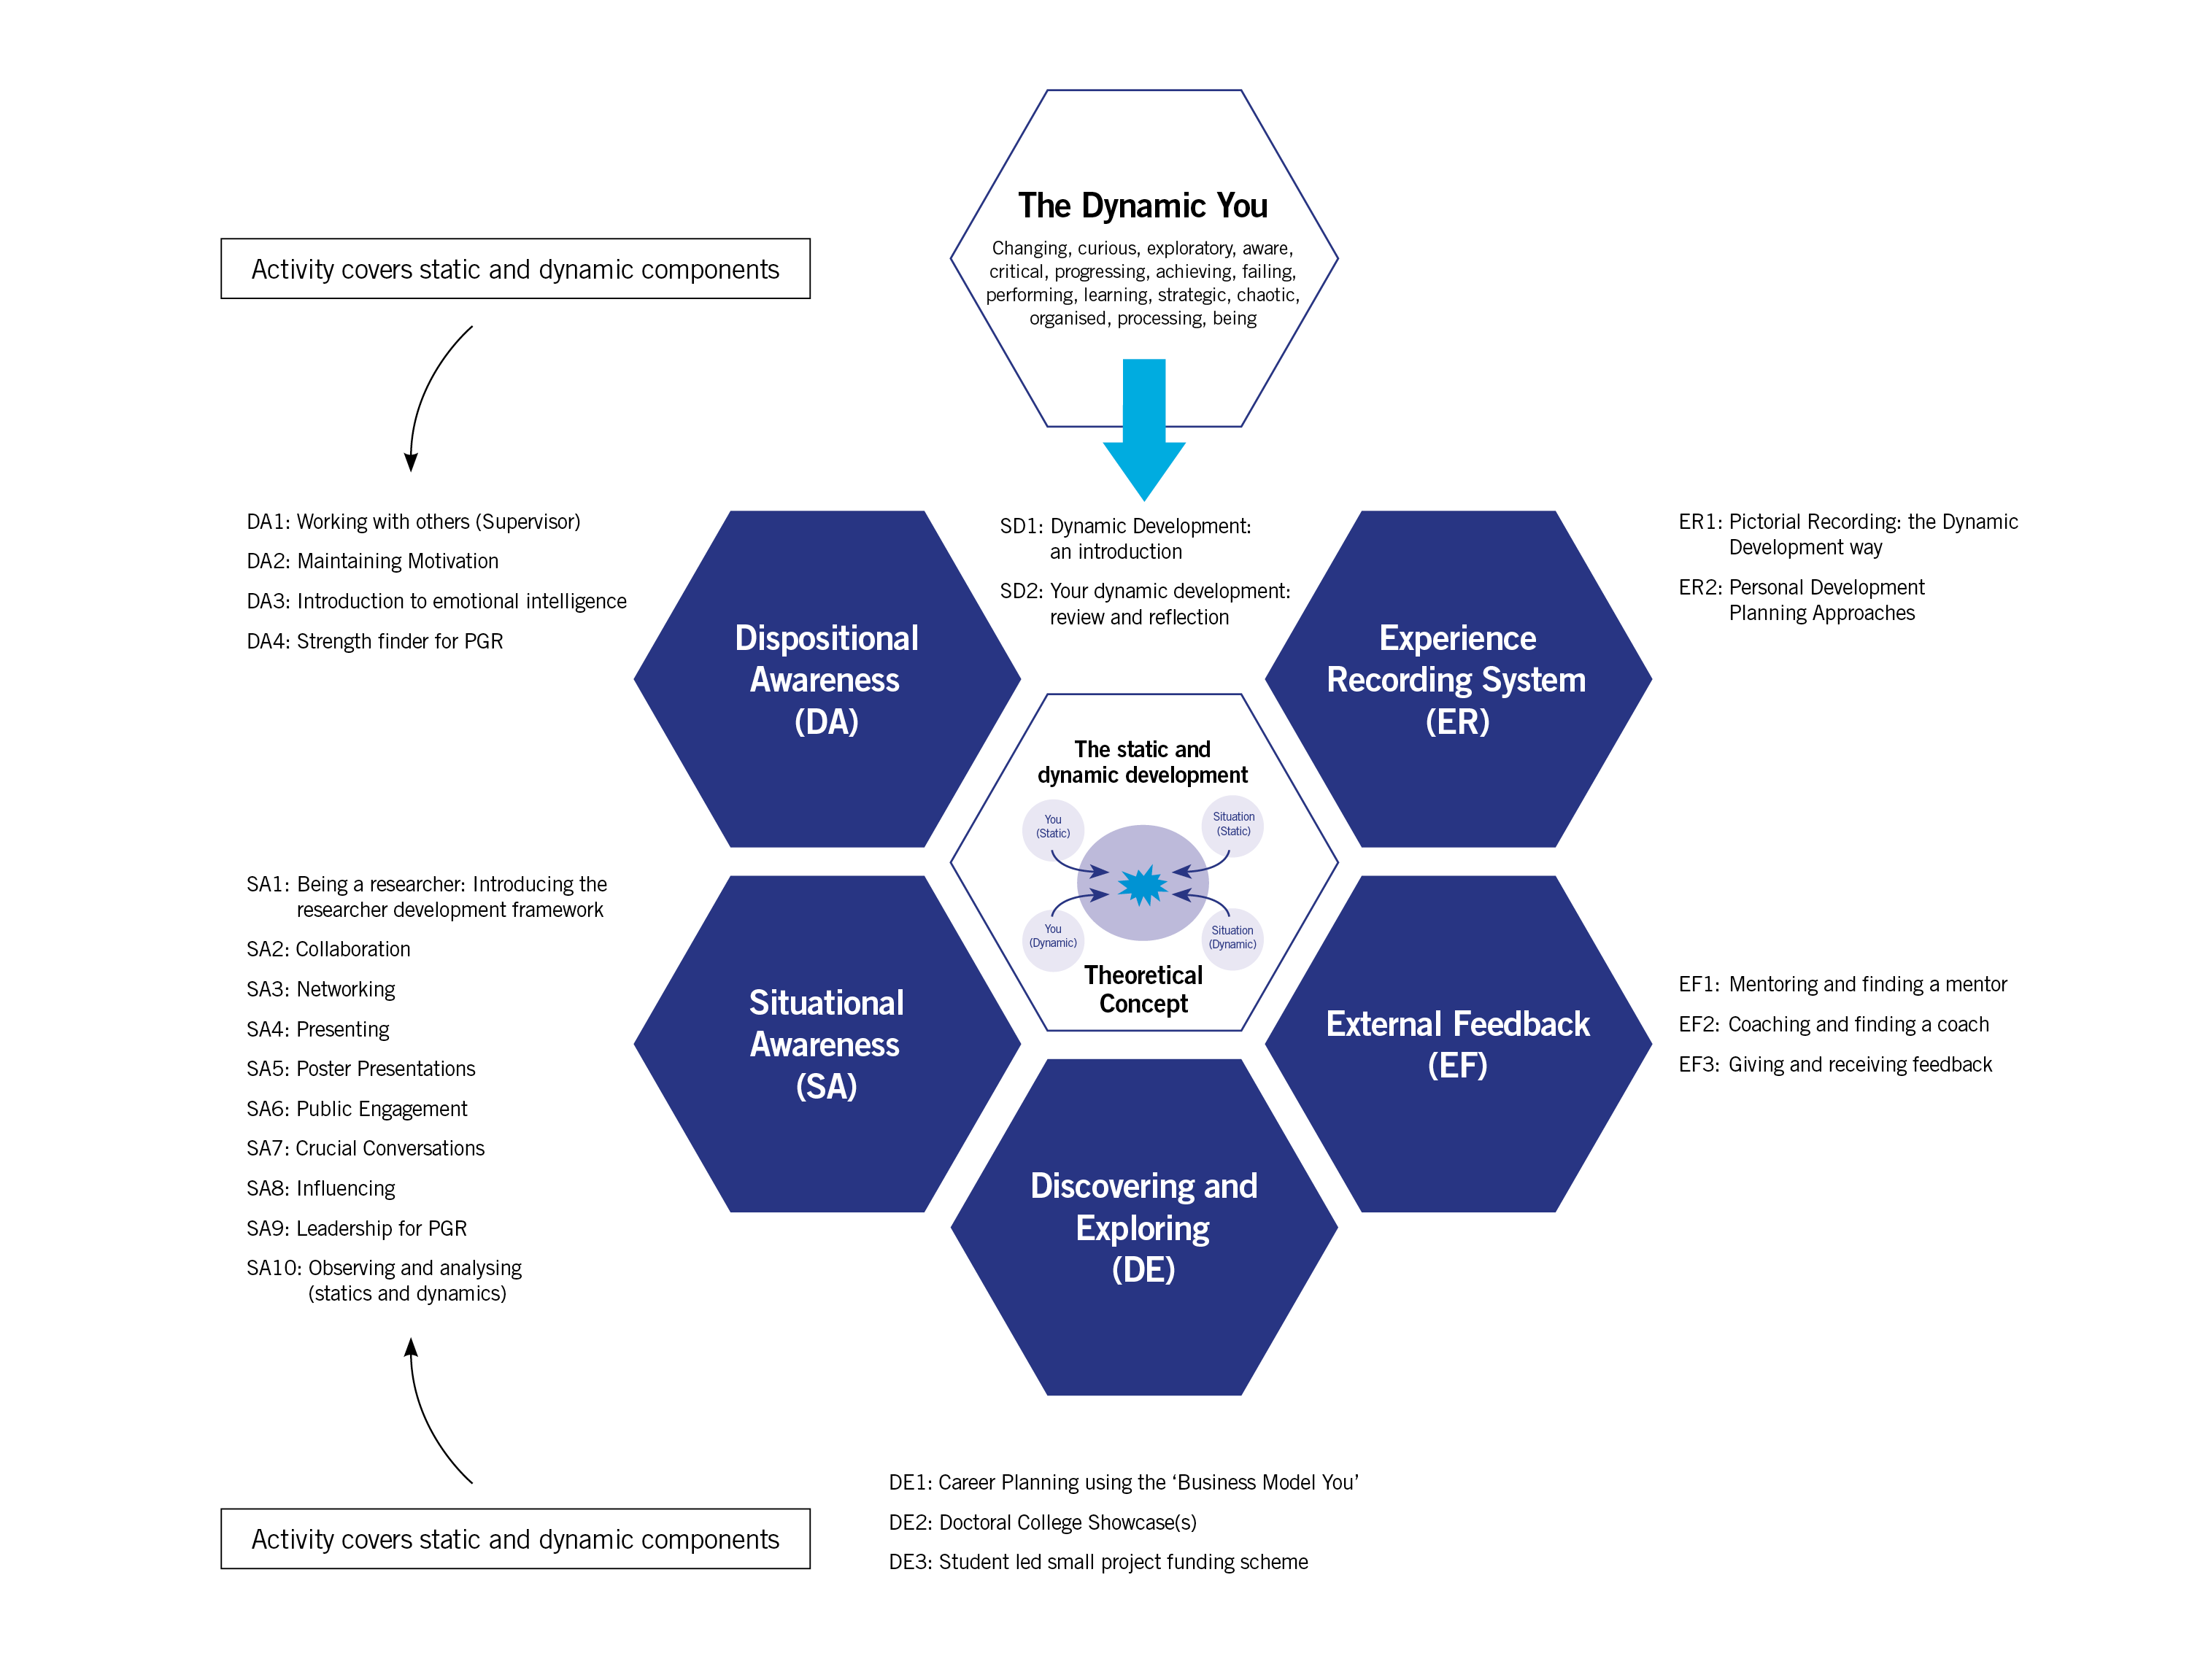 The Dynamic You
Changing, curious, exploratory, aware,
critical, progressing, achieving, failing,
performing, learning, strategic, chaotic,
organised, processing, being
Activity covers static and dynamic components
DA1: Working with others (Supervisor)
DA2: Maintaining Motivation
DA3: Introduction to emotional intelligence
DA4: Strength finder for PGR
Dispositional
Awareness
(DA)
SD1: Dynamic Development:
an introduction
SD2: Your dynamic development:
review and reflection
Experience
Recording System
(ER)
ER1: Pictorial Recording: the Dynamic
Development way
ER2: Personal Development
Planning Approaches
The static and
dynamic development
You
(Static)
Situation
(Static)
You
(Dynamic)
Situation
(Dynamic)
Theoretical
Concept
SA1: Being a researcher: Introducing the
researcher development framework
SA2: Collaboration
SA3: Networking
SA4: Presenting
SA5: Poster Presentations
SA6: Public Engagement
SA7: Crucial Conversations
SA8: Influencing
SA9: Leadership for PGR
SA10: Observing and analysing
(statics and dynamics)
Situational
Awareness
(SA)
External Feedback
(EF)
EF1: Mentoring and finding a mentor
EF2: Coaching and finding a coach
EF3: Giving and receiving feedback
Discovering and
Exploring
(DE)
Activity covers static and dynamic components
DE1: Career Planning using the ‘Business Model You’
DE2: Doctoral College Showcase(s)
DE3: Student led small project funding scheme